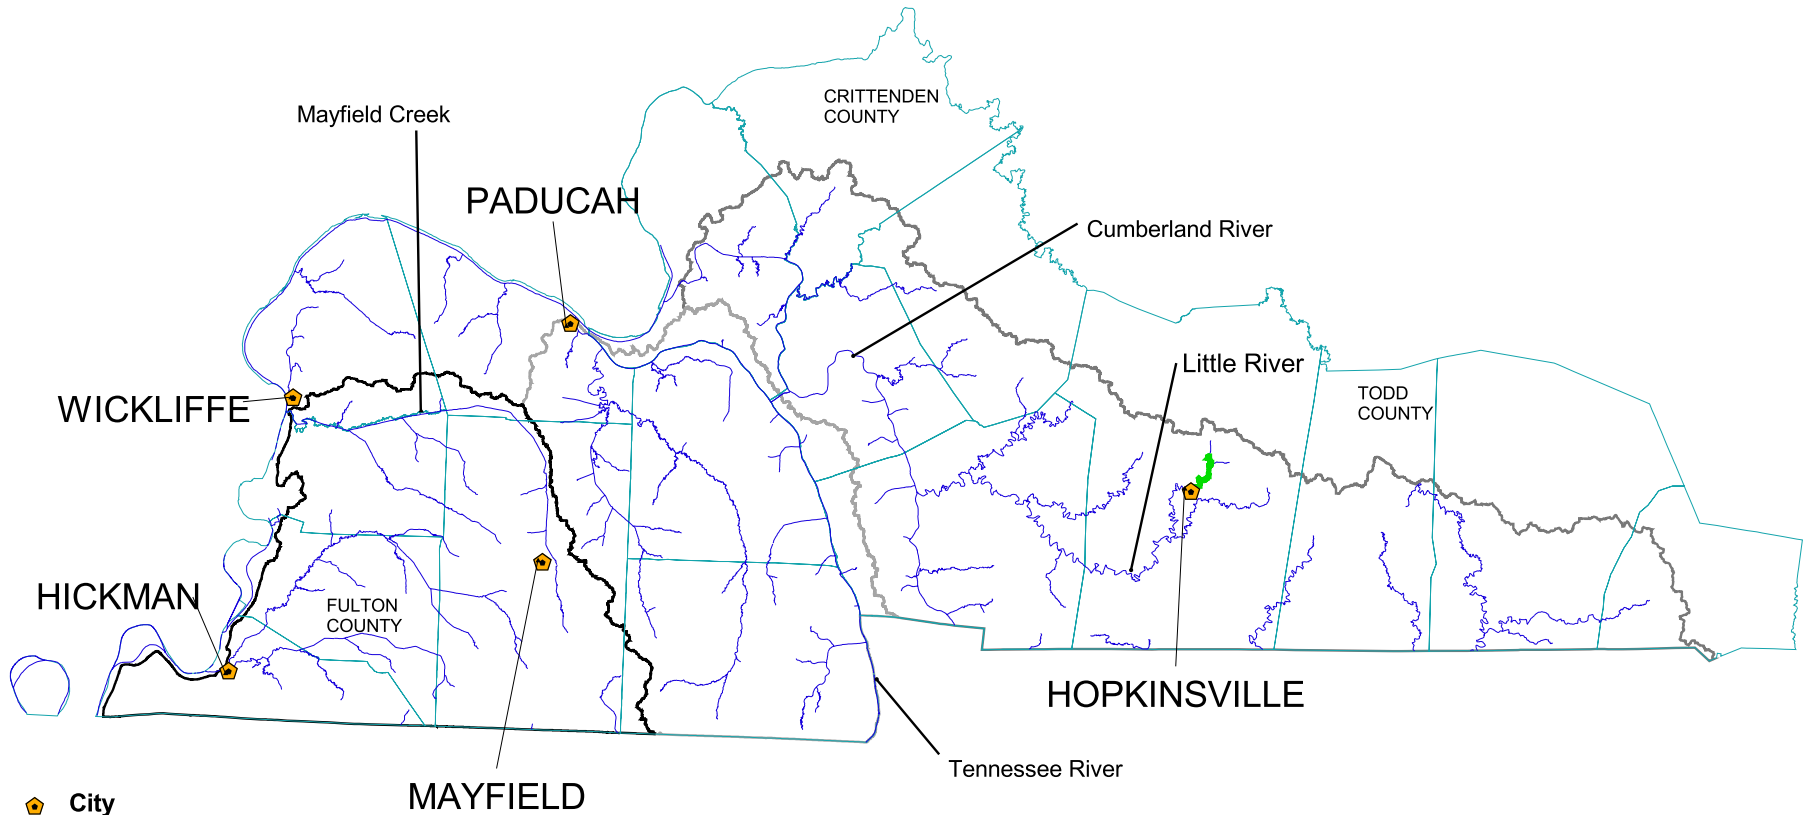 CRITTENDEN
COUNTY
Mayfield Creek
PADUCAH
Cumberland River
Little River
TODD
COUNTY
WICKLIFFE
HICKMAN
FULTON
COUNTY
HOPKINSVILLE
Tennessee River
MAYFIELD
City